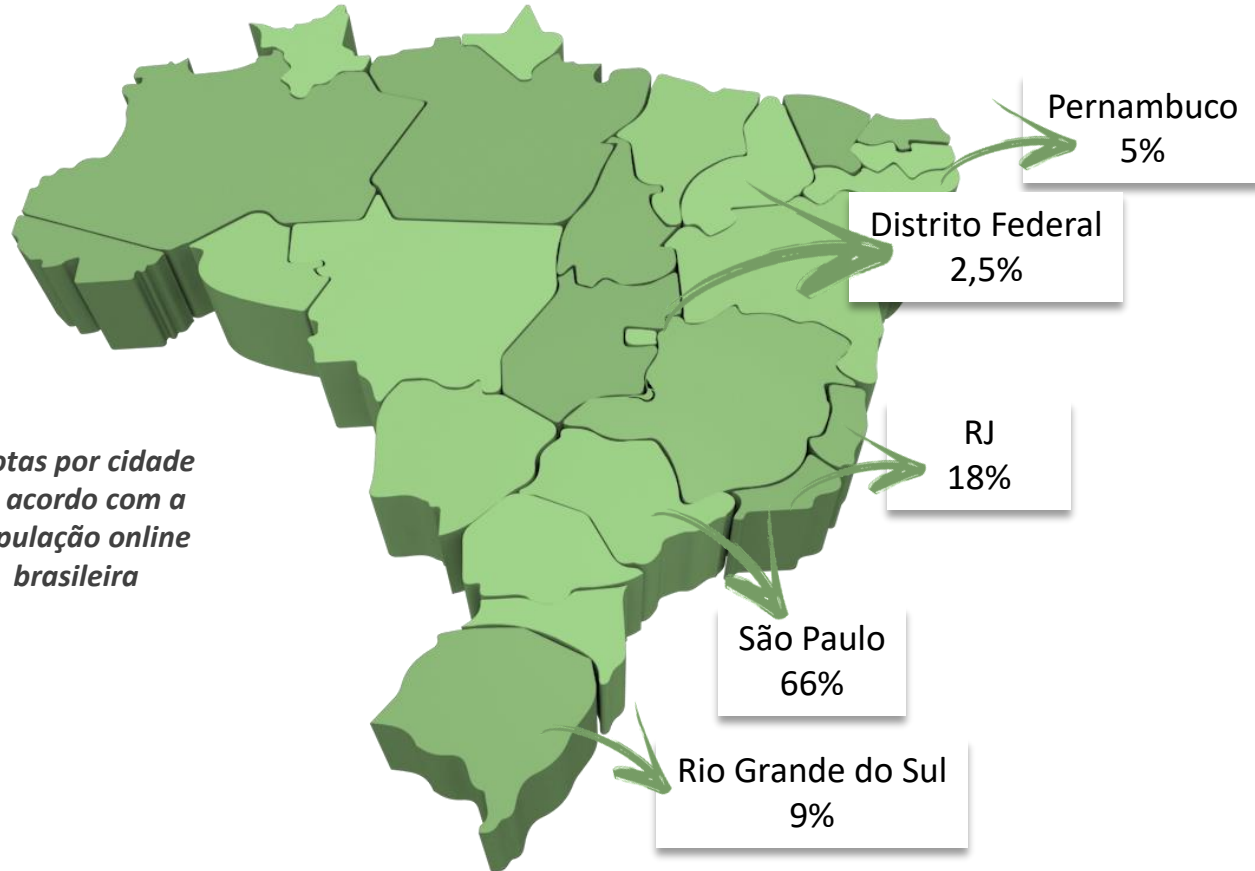 Pernambuco
5%
Distrito Federal
2,5%
RJ
18%
otas por cidade
acordo com a
pulação online
brasileira
São Paulo
66%
Rio Grande do Sul
9%